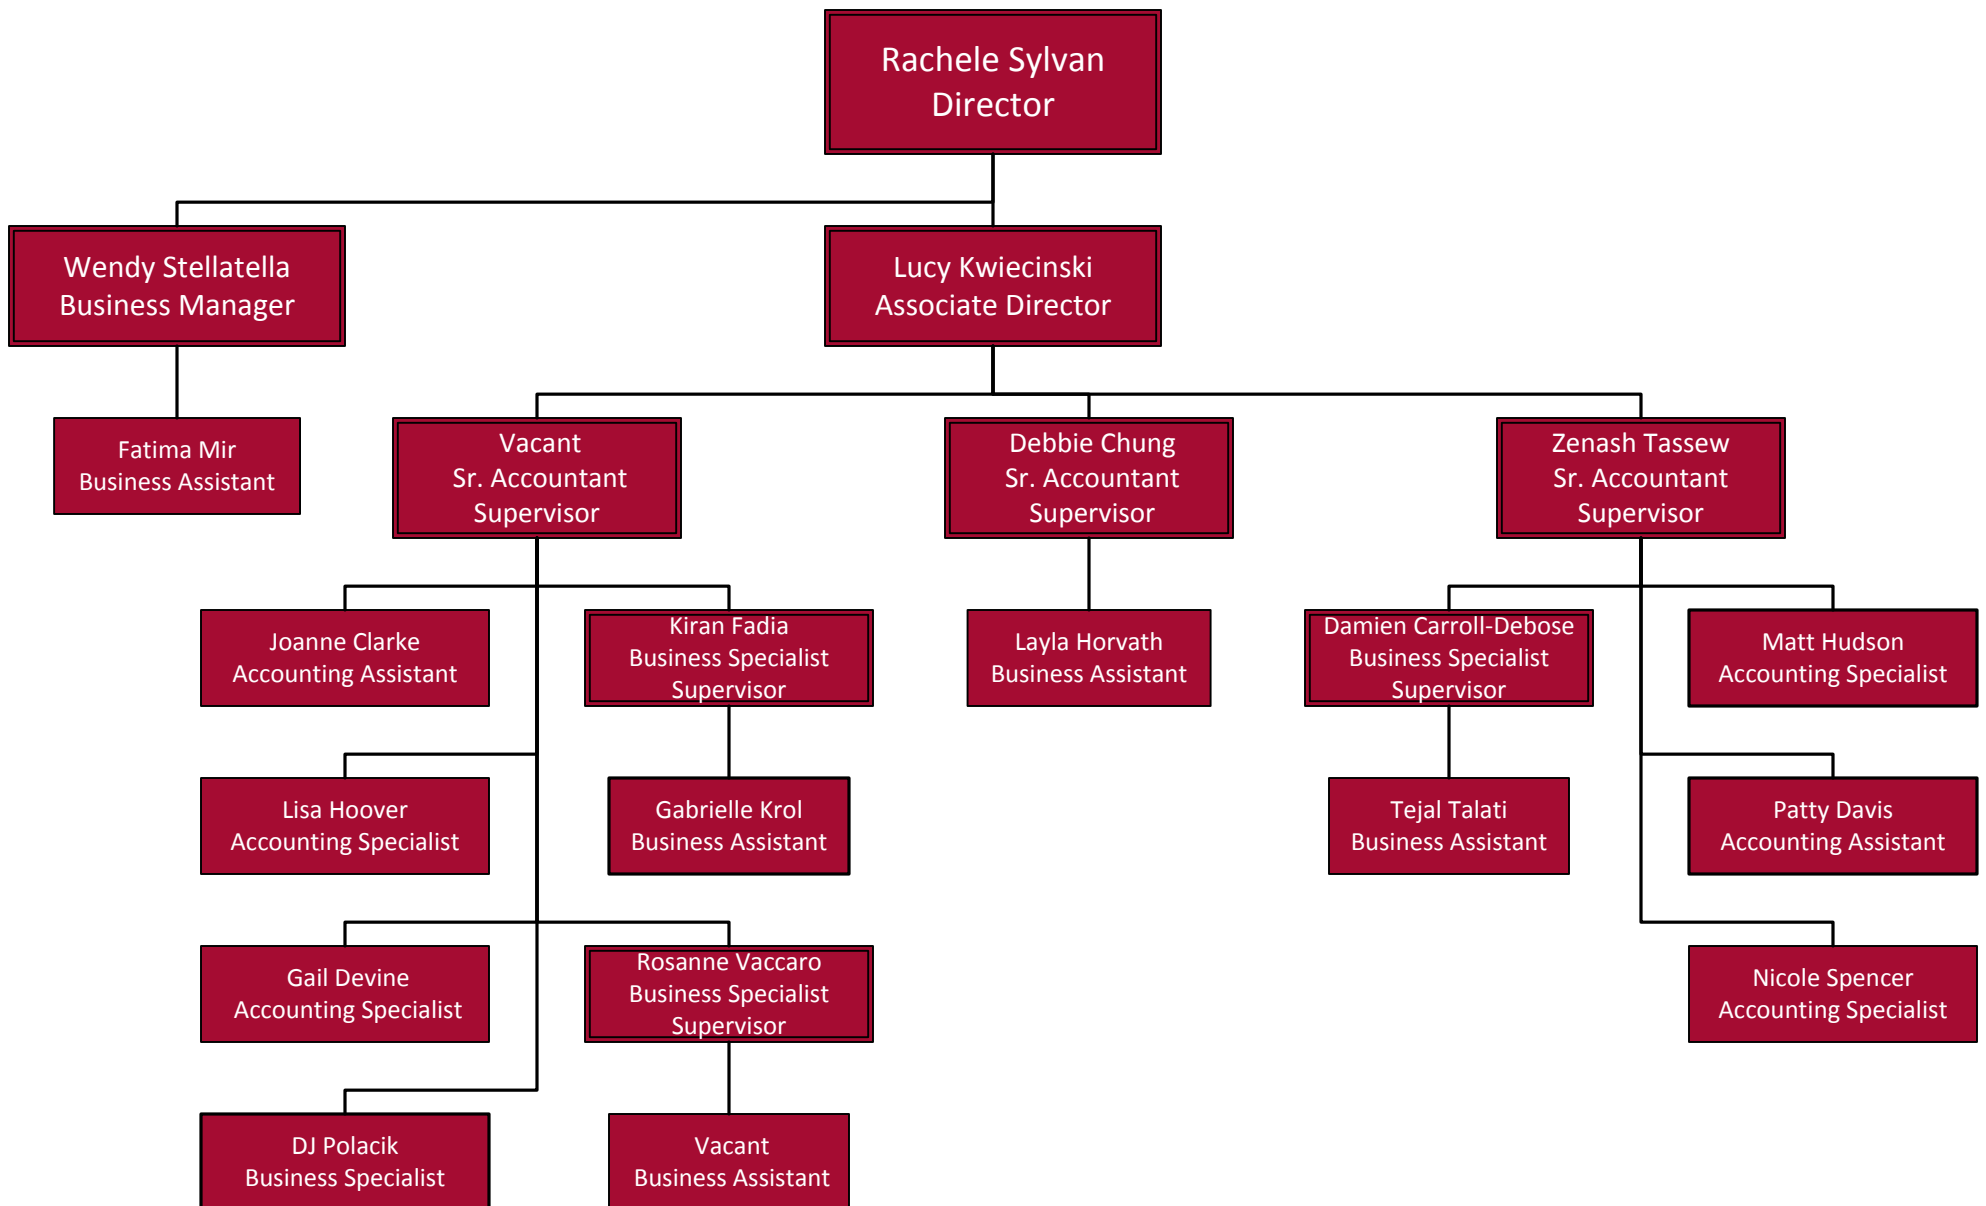 Rachele Sylvan
Director
Wendy Stellatella
Business Manager
Lucy Kwiecinski
Associate Director
Fatima Mir
Business Assistant
Vacant
Sr. Accountant
Supervisor
Debbie Chung
Sr. Accountant
Supervisor
Zenash Tassew
Sr. Accountant
Supervisor
Joanne Clarke
Accounting Assistant
Kiran Fadia
Business Specialist
Supervisor
Layla Horvath
Business Assistant
Damien Carroll-Debose
Business Specialist
Supervisor
Matt Hudson
Accounting Specialist
Lisa Hoover
Accounting Specialist
Gabrielle Krol
Business Assistant
Tejal Talati
Business Assistant
Patty Davis
Accounting Assistant
Gail Devine
Accounting Specialist
Rosanne Vaccaro
Business Specialist
Supervisor
Nicole Spencer
Accounting Specialist
DJ Polacik
Business Specialist
Vacant
Business Assistant